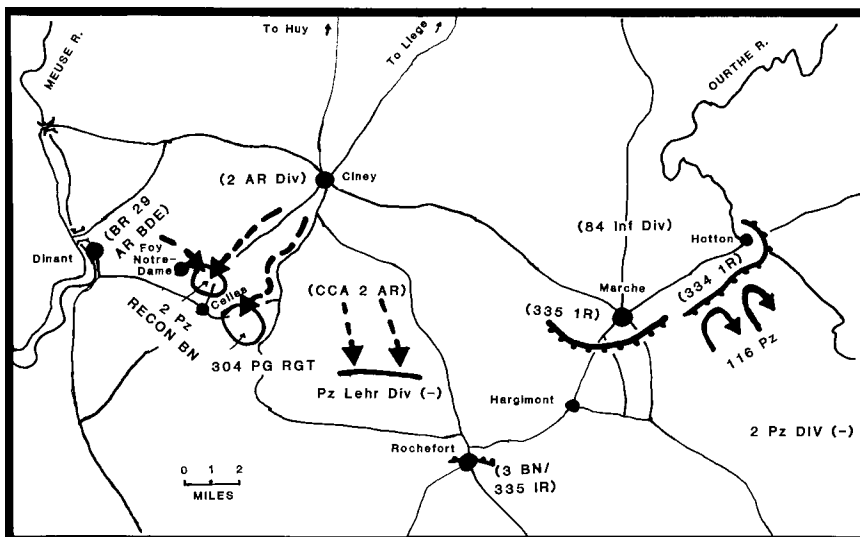 To Huy
To Liege
MEUSE R.
OURTHE R.
Ciney
(2 AR Div)
(BR 29
AR BDE)
(84 Inf Div)
Hotton
Dinant
Foy
Notre-
Dame
Celles
(CCA 2 AR)
Marche
(334 1R)
(335 1R)
2 Pz
RECON BN
304 PG RGT
116 Pz
Pz Lehr Div (-)
Hargimont
2 Pz DIV (-)
Rochefort
(3 BN/
335 IR)
0 1 2
MILES